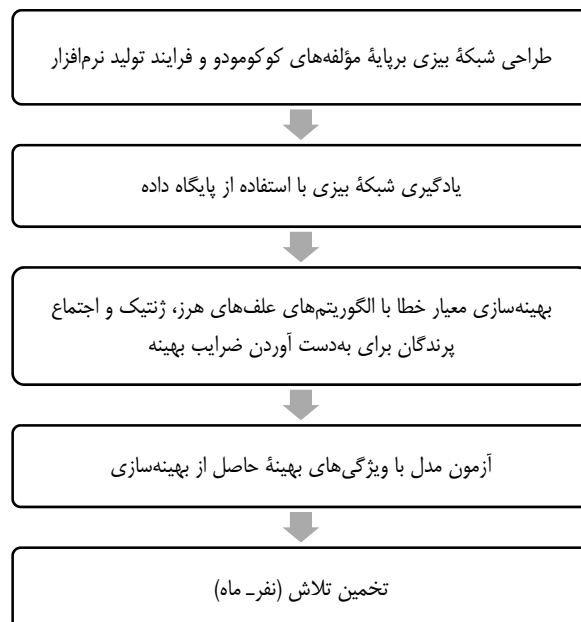 طراحی شبکهٔ بیزی برپایهٔ مؤلفه‌های کوکومودو و فرایند تولید نرم‌افزار
یادگیری شبکهٔ بیزی با استفاده از پایگاه داده
بهینه‌سازی معیار خطا با الگوریتم‌های علف‌های هرز، ژنتیک و اجتماع
پرندگان برای به‌دست آوردن ضرایب بهینه
آزمون مدل با ویژگی‌های بهینهٔ حاصل از بهینه‌سازی
تخمین تلاش (نفرـ ماه)